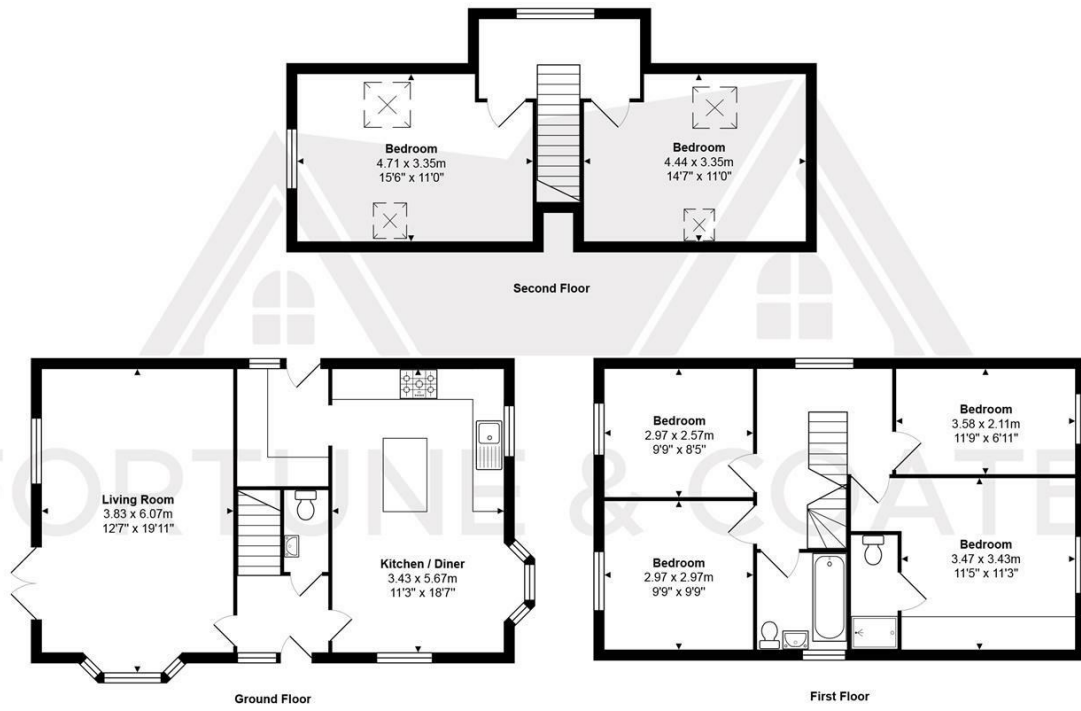 Bedroom
4.71 x 3.35m
15'6" x 11'0"
Bedroom
4.44 x 3.35m
14'7" x 11'0"
Second Floor
FORTUNE & COATE
Living Room
3.83 x 6.07m
12'7" x 19'11"
Kitchen / Diner
3.43 x 5.67m
11'3" x 18'7"
Ground Floor
Bedroom
2.97 x 2.57m
9'9" x 8'5"
Bedroom
3.58 x 2.11m
11'9" x 6'11"
Bedroom
2.97 x 2.97m
9'9" x 9'9"
Bedroom
3.47 x 3.43m
11'5" x 11'3"
First Floor